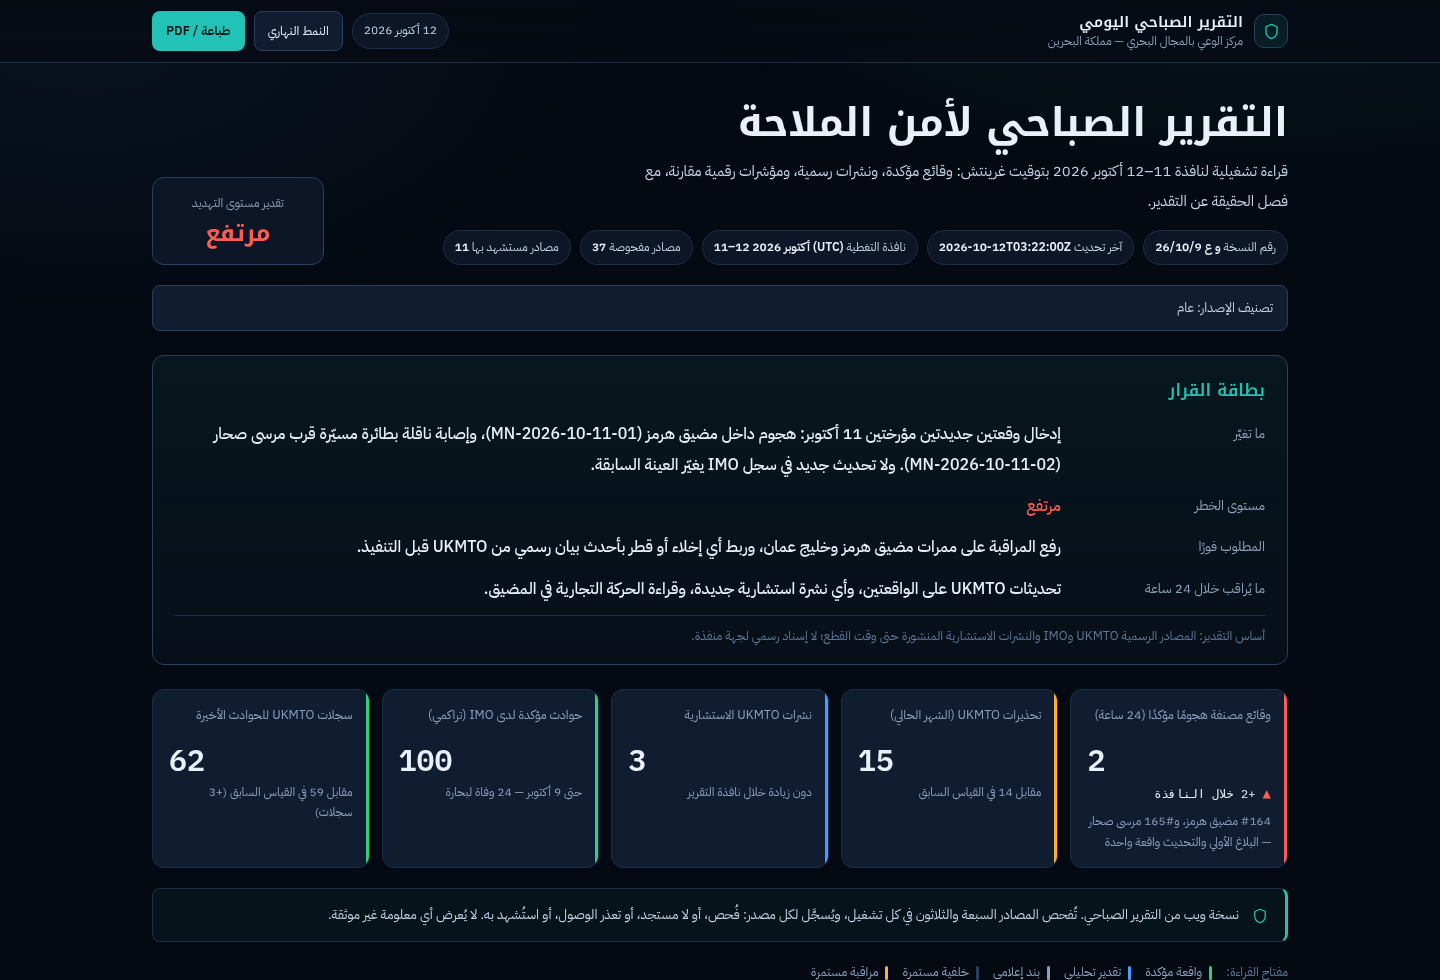 التقرير الصباحي اليومي
مركز الوعي بالمجال البحري — مملكة البحرين
12 أكتوبر 2026
النمط النهاري
طباعة / PDF
التقرير الصباحي لأمن الملاحة
قراءة تشغيلية لنافذة 11–12 أكتوبر 2026 بتوقيت غرينتش: وقائع مؤكدة، ونشرات رسمية، ومؤشرات رقمية مقارنة، مع
فصل الحقيقة عن التقدير.
رقم النسخة و ع 26/10/9
آخر تحديث 2026-10-12T03:22:00Z
نافذة التغطية (UTC) 11–12 أكتوبر 2026
مصادر مفحوصة 37
مصادر مستشهد بها 11
تقدير مستوى التهديد
مرتفع
تصنيف الإصدار: عام
بطاقة القرار
ما تغيّر
إدخال وقعتين جديدتين مؤرختين 11 أكتوبر: هجوم داخل مضيق هرمز (MN-2026-10-11-01)، وإصابة ناقلة بطائرة مسيّرة قرب مرسى صحار
(MN-2026-10-11-02). ولا تحديث جديد في سجل IMO يغيّر العينة السابقة.
مستوى الخطر
مرتفع
المطلوب فورًا
رفع المراقبة على ممرات مضيق هرمز وخليج عمان، وربط أي إخلاء أو قطر بأحدث بيان رسمي من UKMTO قبل التنفيذ.
ما يُراقب خلال 24 ساعة
تحديثات UKMTO على الواقعتين، وأي نشرة استشارية جديدة، وقراءة الحركة التجارية في المضيق.
أساس التقدير: المصادر الرسمية UKMTO وIMO والنشرات الاستشارية المنشورة حتى وقت القطع؛ لا إسناد رسمي لجهة منفذة.
وقائع مصنفة هجومًا مؤكدًا (24 ساعة)
2
▲ +2 خلال النافذة
#164 مضيق هرمز، و#165 مرسى صحار
— البلاغ الأولي والتحديث واقعة واحدة
تحذيرات UKMTO (الشهر الحالي)
15
مقابل 14 في القياس السابق
نشرات UKMTO الاستشارية
3
دون زيادة خلال نافذة التقرير
حوادث مؤكدة لدى IMO (تراكمي)
100
حتى 9 أكتوبر — 24 وفاة لبحارة
سجلات UKMTO للحوادث الأخيرة
62
مقابل 59 في القياس السابق (+3
سجلات)
نسخة ويب من التقرير الصباحي. تُفحص المصادر السبعة والثلاثون في كل تشغيل، ويُسجَّل لكل مصدر: فُحص، أو لا مستجد، أو تعذر الوصول، أو استُشهد به. لا يُعرض أي معلومة غير موثقة.
مفتاح القراءة:
واقعة مؤكدة
تقدير تحليلي
بند إعلامي
خلفية مستمرة
مراقبة مستمرة